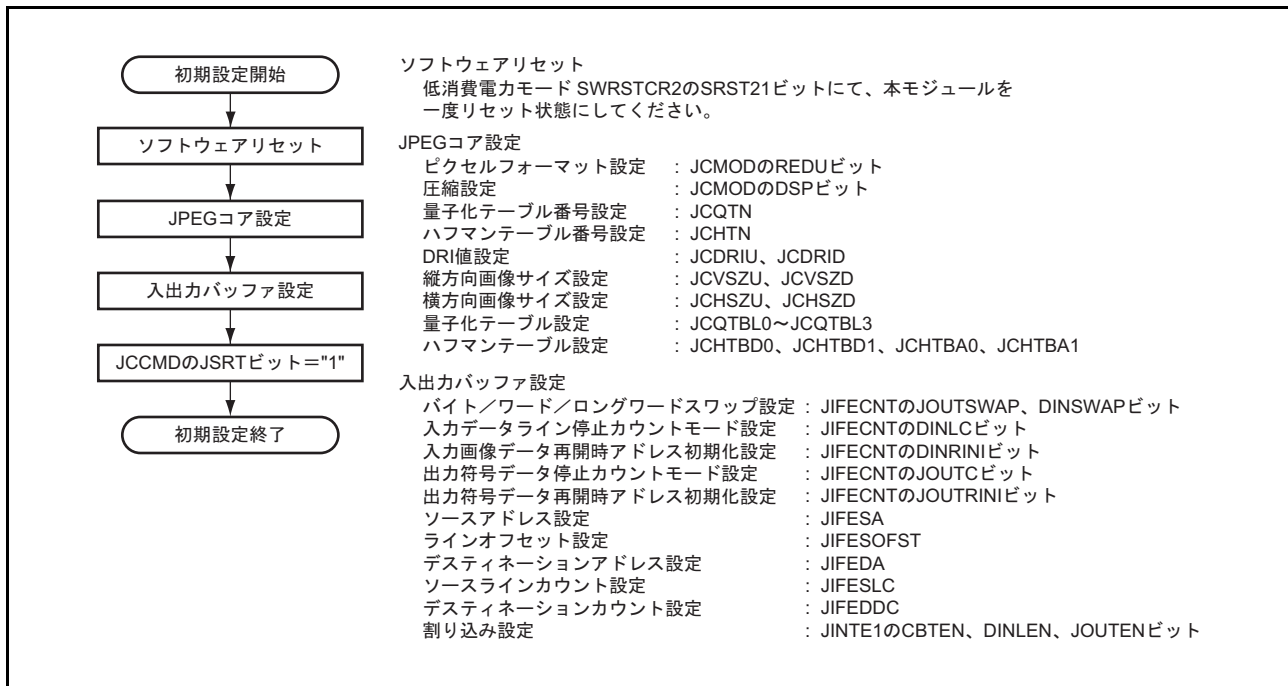 初期設定開始
ソフトウェアリセット
JPEGコア設定
入出力バッファ設定
JCCMDのJSRTビット＝"1"
初期設定終了
ソフトウェアリセット
低消費電力モード SWRSTCR2のSRST21ビットにて、本モジュールを
一度リセット状態にしてください。
JPEGコア設定
ピクセルフォーマット設定 : JCMODのREDUビット
圧縮設定 : JCMODのDSPビット
量子化テーブル番号設定 : JCQTN
ハフマンテーブル番号設定 : JCHTN
DRI値設定 : JCDRIU、JCDRID
縦方向画像サイズ設定 : JCVSZU、JCVSZD
横方向画像サイズ設定 : JCHSZU、JCHSZD
量子化テーブル設定 : JCQTBL0～JCQTBL3
ハフマンテーブル設定 : JCHTBD0、JCHTBD1、JCHTBA0、JCHTBA1
入出力バッファ設定
バイト／ワード／ロングワードスワップ設定 : JIFECNTのJOUTSWAP、DINSWAPビット
入力データライン停止カウントモード設定 : JIFECNTのDINLCビット
入力画像データ再開時アドレス初期化設定 : JIFECNTのDINRINIビット
出力符号データ停止カウントモード設定 : JIFECNTのJOUTCビット
出力符号データ再開時アドレス初期化設定 : JIFECNTのJOUTRINIビット
ソースアドレス設定 : JIFESA
ラインオフセット設定 : JIFESOFST
デスティネーションアドレス設定 : JIFEDA
ソースラインカウント設定 : JIFESLC
デスティネーションカウント設定 : JIFEDDC
割り込み設定 : JINTE1のCBTEN、DINLEN、JOUTENビット